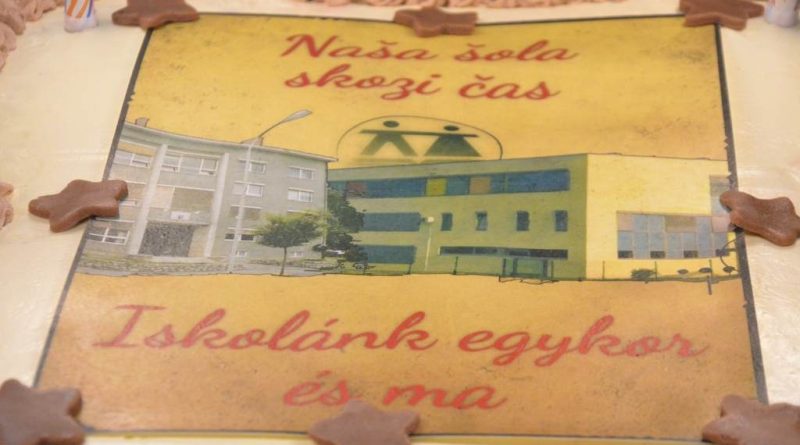 Naša šola
skozi čas
Iskolánk egykor
és ma